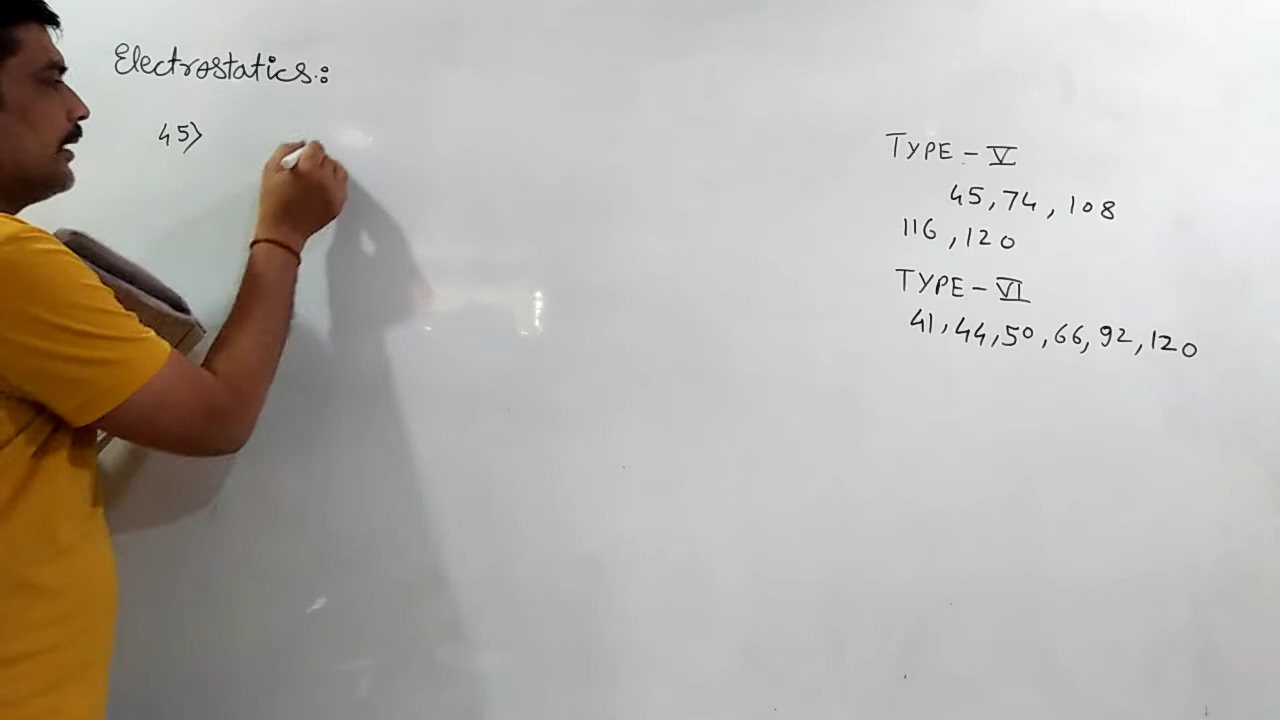 Electrostatics:
45)
TYPE - V
45, 74, 108
116, 120
TYPE - VI
41, 44, 50, 66, 92, 120